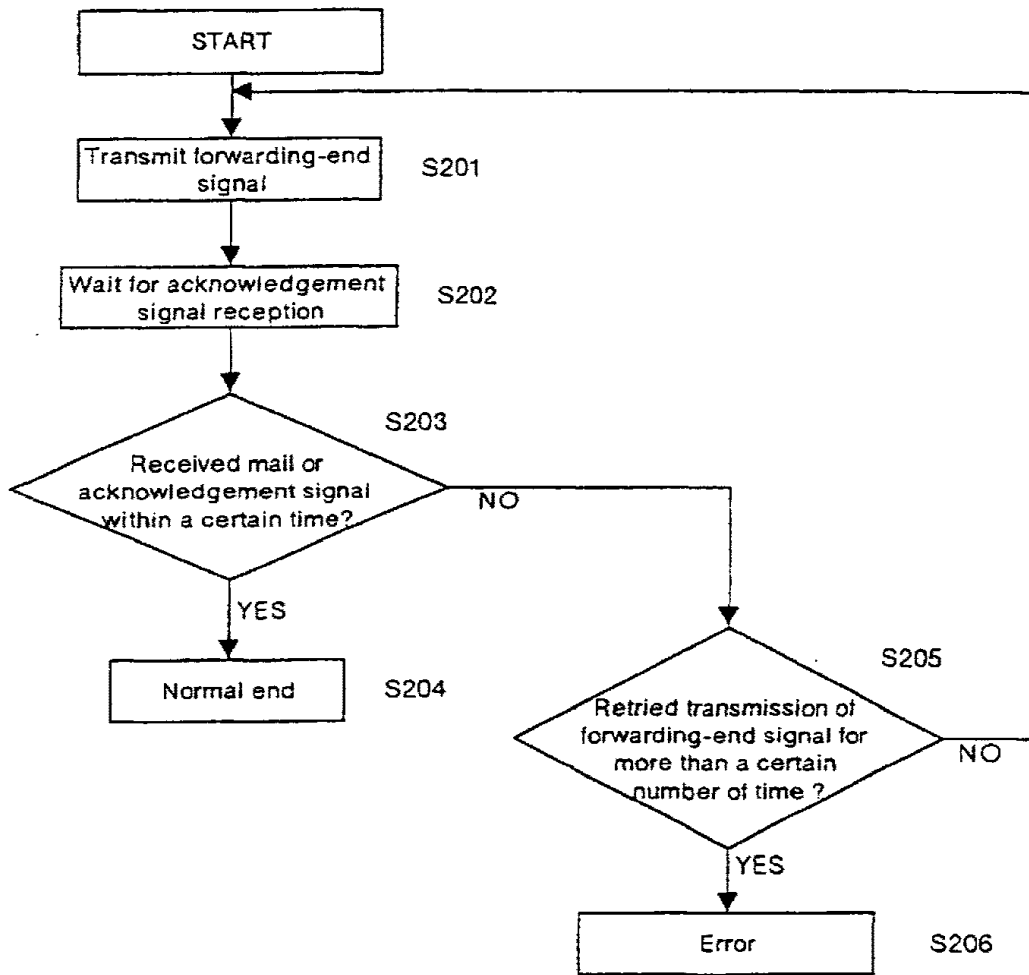 START
Transmit forwarding-end
signal
S201
Wait for acknowledgement
signal reception
S202
S203
Received mail or
acknowledgement signal
within a certain time?
NO
YES
Normal end
S204
S205
Retried transmission of
forwarding-end signal for
more than a certain
number of time ?
NO
YES
Error
S206